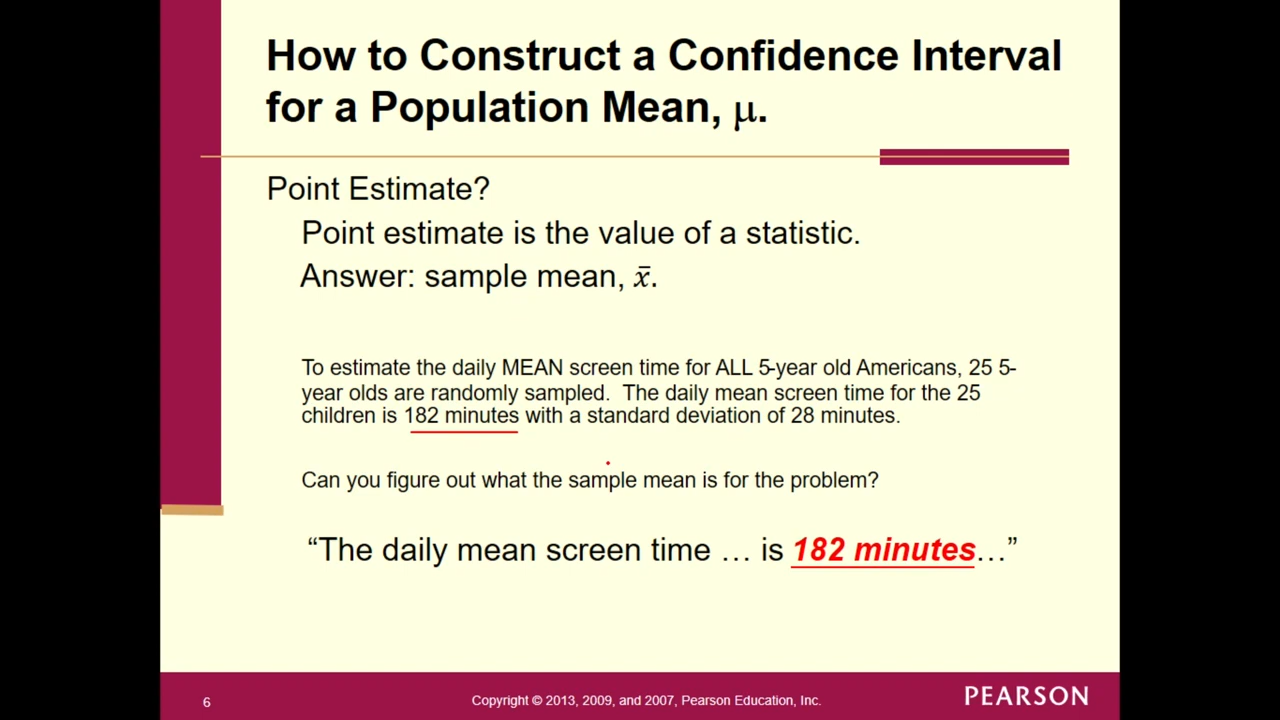 How to Construct a Confidence Interval
for a Population Mean, μ.
Point Estimate?
Point estimate is the value of a statistic.
Answer: sample mean, x̄.
To estimate the daily MEAN screen time for ALL 5-year old Americans, 25 5-
year olds are randomly sampled.  The daily mean screen time for the 25
children is 182 minutes with a standard deviation of 28 minutes.
Can you figure out what the sample mean is for the problem?
“The daily mean screen time … is 182 minutes…”
6
Copyright © 2013, 2009, and 2007, Pearson Education, Inc.
PEARSON